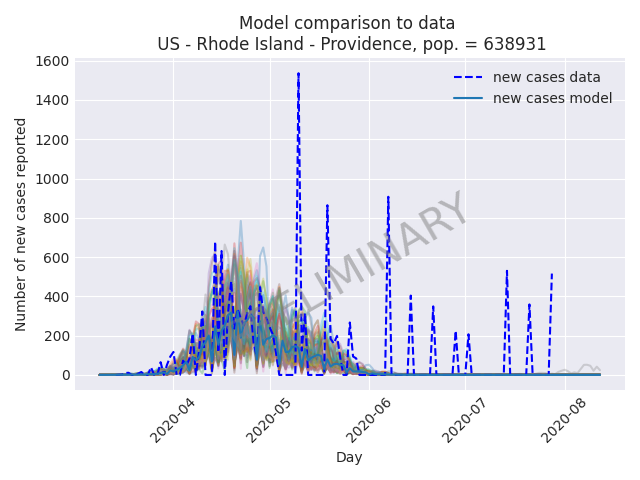 Model comparison to data
US - Rhode Island - Providence, pop. = 638931
Number of new cases reported
1600
1400
1200
1000
800
600
400
200
0
new cases data
new cases model
2020-04
2020-05
2020-06
2020-07
2020-08
Day